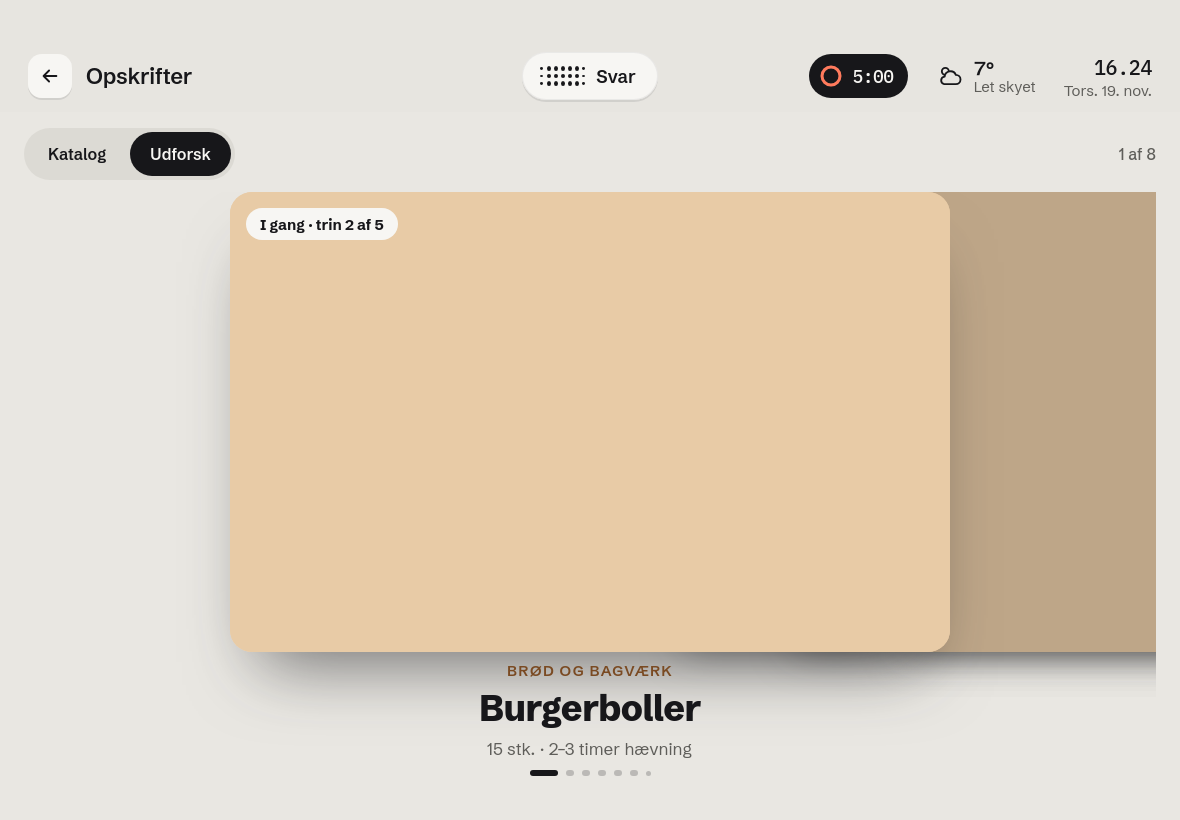 Opskrifter
Svar
5:00
7°
Let skyet
16.24
Tors. 19. nov.
Katalog
Udforsk
1 af 8
I gang · trin 2 af 5
BRØD OG BAGVÆRK
Burgerboller
15 stk. · 2–3 timer hævning